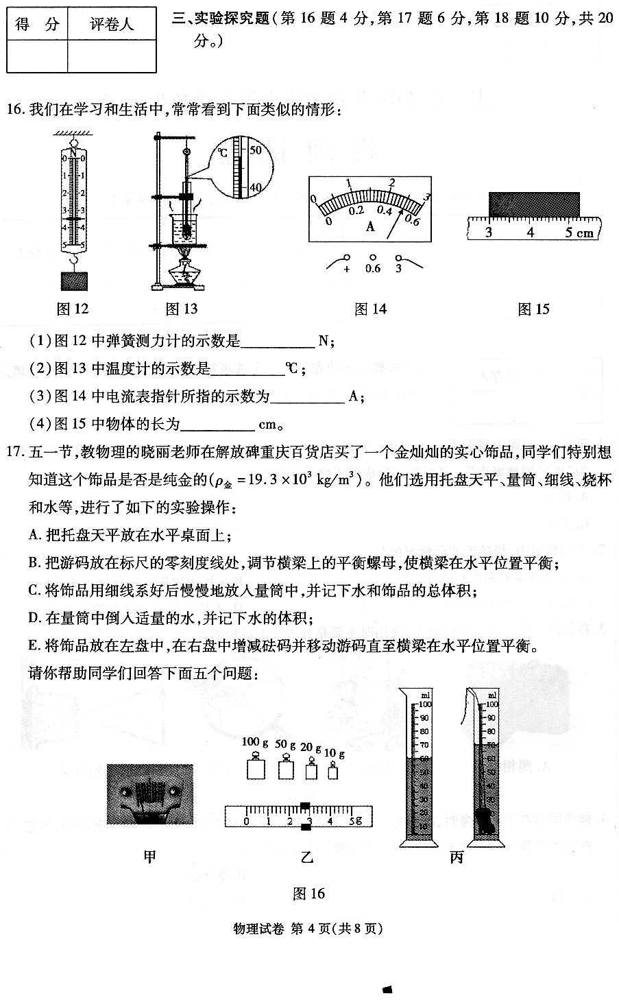 得 分 评卷人
三、实验探究题(第 16 题 4 分,第 17 题 6 分,第 18 题 10 分,共 20
分。)
16. 我们在学习和生活中,常常看到下面类似的情形:
N
0 0
1 1
2 2
3 3
4 4
5 5
℃
50
40
0 1 2 3
0 0.2 0.4 0.6
A
+ 0.6 3
3 4 5 cm
图 12 图 13 图 14 图 15
(1)图 12 中弹簧测力计的示数是__________N;
(2)图 13 中温度计的示数是__________℃;
(3)图 14 中电流表指针所指的示数为__________A;
(4)图 15 中物体的长为__________cm。
17. 五一节,教物理的晓丽老师在解放碑重庆百货店买了一个金灿灿的实心饰品,同学们特别想
知道这个饰品是否是纯金的(ρ金 =19.3×10³ kg/m³)。他们选用托盘天平、量筒、细线、烧杯
和水等,进行了如下的实验操作:
A. 把托盘天平放在水平桌面上;
B. 把游码放在标尺的零刻度线处,调节横梁上的平衡螺母,使横梁在水平位置平衡;
C. 将饰品用细线系好后慢慢地放入量筒中,并记下水和饰品的总体积;
D. 在量筒中倒入适量的水,并记下水的体积;
E. 将饰品放在左盘中,在右盘中增减砝码并移动游码直至横梁在水平位置平衡。
请你帮助同学们回答下面五个问题:
100 g 50 g 20 g 10 g
0 1 2 3 4 5g
ml
100
90
80
70
60
50
40
30
20
10
ml
100
90
80
70
60
50
40
30
甲 乙 丙
图 16
物理试卷 第 4 页(共 8 页)